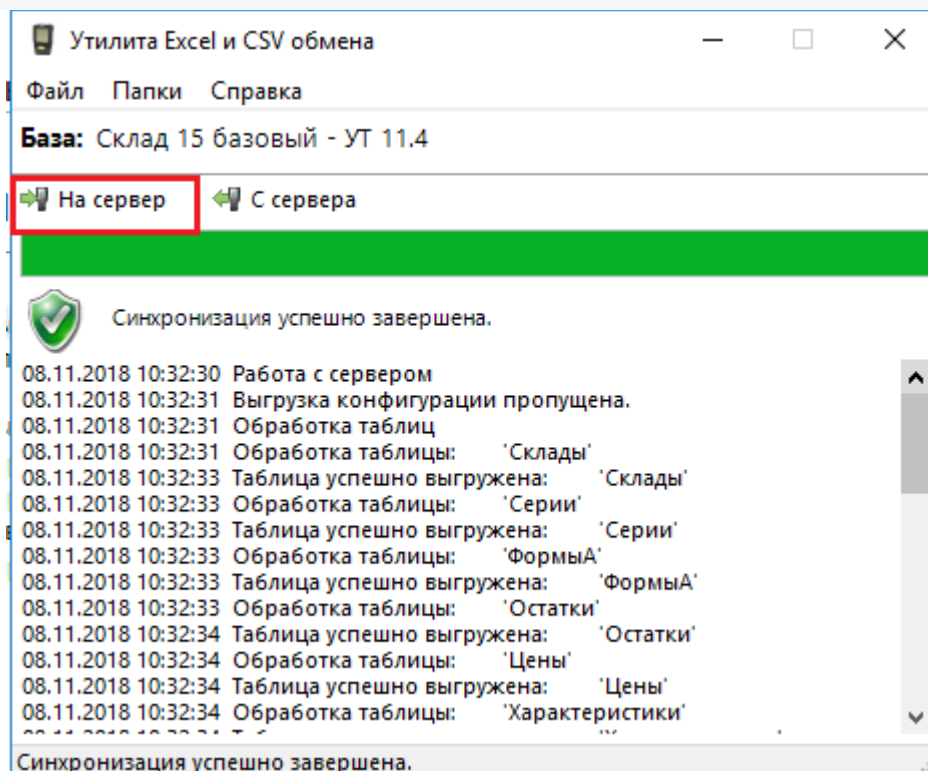 Утилита Excel и CSV обмена
Файл Папки Справка
База: Склад 15 базовый - УТ 11.4
На сервер С сервера
Синхронизация успешно завершена.
08.11.2018 10:32:30 Работа с сервером
08.11.2018 10:32:31 Выгрузка конфигурации пропущена.
08.11.2018 10:32:31 Обработка таблиц
08.11.2018 10:32:31 Обработка таблицы: 'Склады'
08.11.2018 10:32:33 Таблица успешно выгружена: 'Склады'
08.11.2018 10:32:33 Обработка таблицы: 'Серии'
08.11.2018 10:32:33 Таблица успешно выгружена: 'Серии'
08.11.2018 10:32:33 Обработка таблицы: 'ФормыА'
08.11.2018 10:32:33 Таблица успешно выгружена: 'ФормыА'
08.11.2018 10:32:33 Обработка таблицы: 'Остатки'
08.11.2018 10:32:34 Таблица успешно выгружена: 'Остатки'
08.11.2018 10:32:34 Обработка таблицы: 'Цены'
08.11.2018 10:32:34 Таблица успешно выгружена: 'Цены'
08.11.2018 10:32:34 Обработка таблицы: 'Характеристики'
Синхронизация успешно завершена.